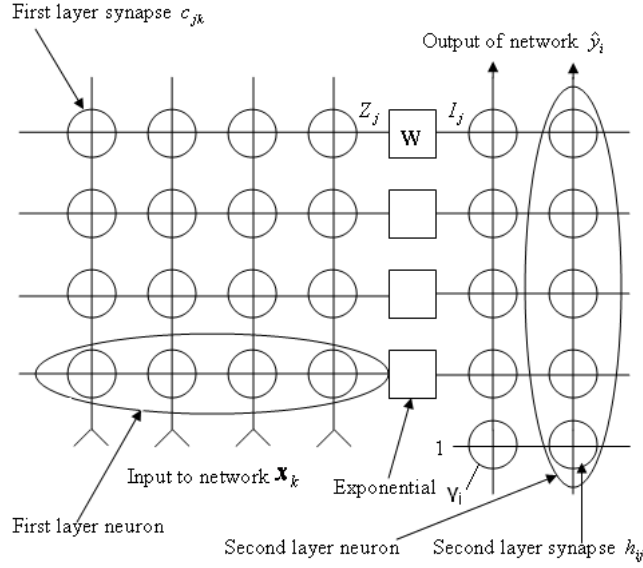 First layer synapse c_jk
Output of network ŷ_i
Z_j
I_j
W
1
γ_i
Input to network x_k
Exponential
First layer neuron
Second layer neuron
Second layer synapse h_ij